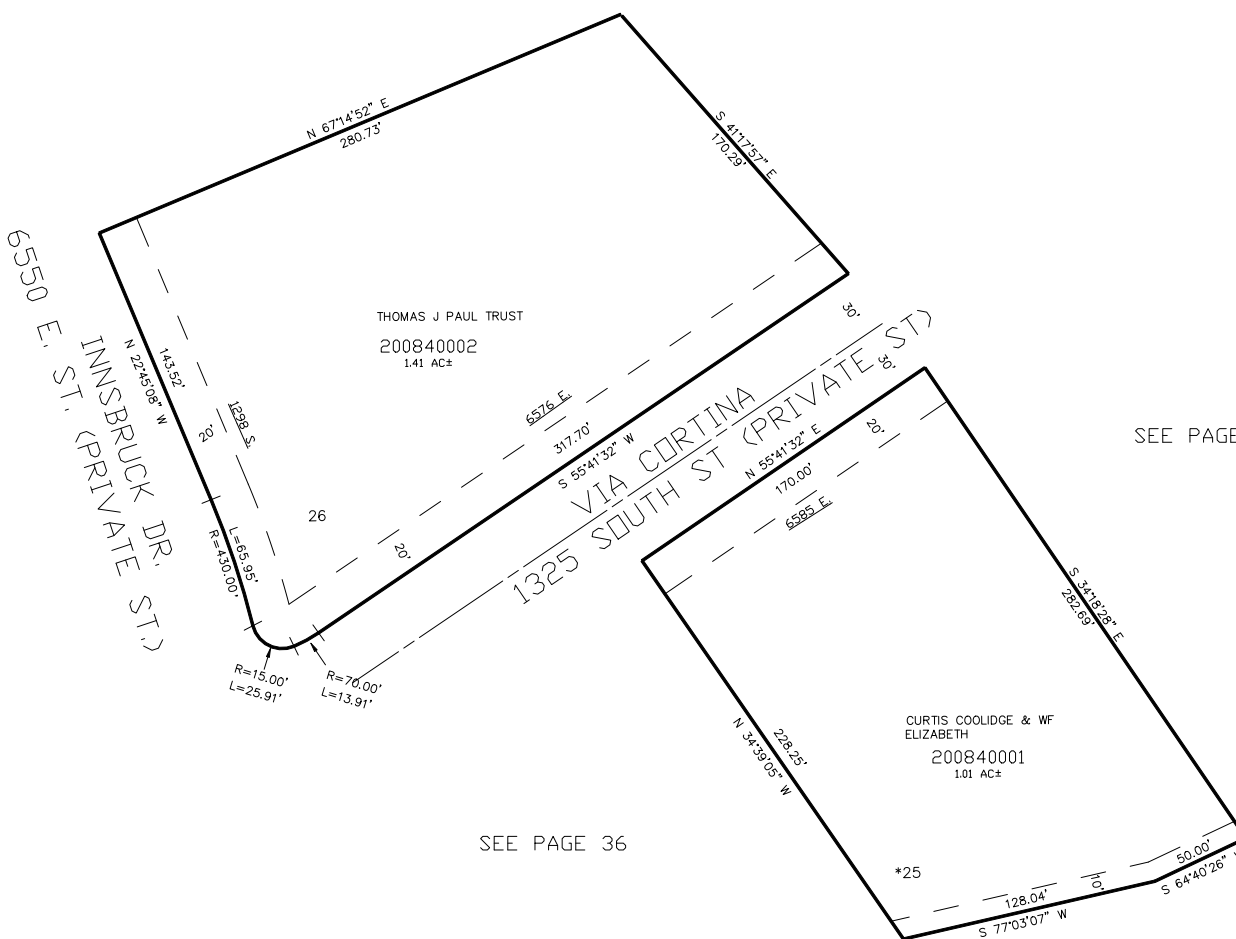 N 67°14'52" E
280.73'
S 41°17'57" E
170.29'
6550 E. ST. (PRIVATE ST.)
INNSBRUCK DR.
N 22°45'08" W
143.52'
20'
1298 S.
THOMAS J PAUL TRUST
200840002
1.41 AC±
6576 E.
317.70'
S 55°41'32" W
30'
30'
VIA CORTINA
1325 SOUTH ST (PRIVATE ST)
26
20'
L=65.95'
R=430.00'
R=15.00'
L=25.91'
R=70.00'
L=13.91'
N 55°41'32" E
170.00'
20'
6585 E.
SEE PAGE
S 34°18'28" E
282.69'
N 34°39'05" W
228.25'
CURTIS COOLIDGE & WF
ELIZABETH
200840001
1.01 AC±
SEE PAGE 36
*25
128.04'
10'
S 77°03'07" W
50.00'
S 64°40'26"